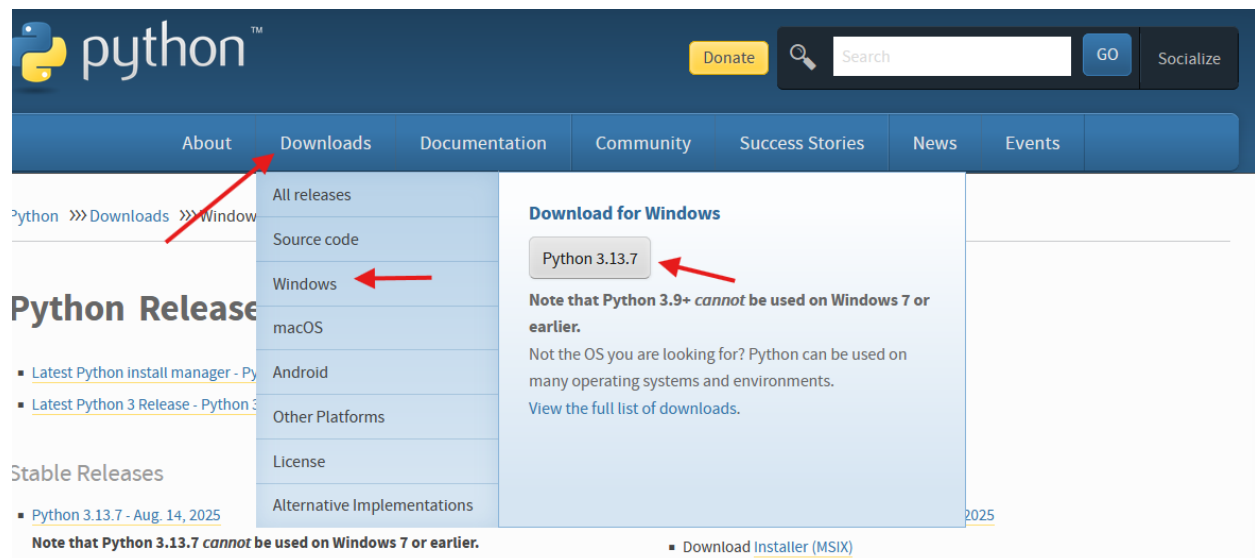 python™
Donate
Search
GO
Socialize
About
Downloads
Documentation
Community
Success Stories
News
Events
Python >>> Downloads >>> Window
All releases
Source code
Windows
macOS
Android
Other Platforms
License
Alternative Implementations
Download for Windows
Python 3.13.7
Note that Python 3.9+ cannot be used on Windows 7 or
earlier.
Not the OS you are looking for? Python can be used on
many operating systems and environments.
View the full list of downloads.
Python Release
Latest Python install manager - Py
Latest Python 3 Release - Python 3
Stable Releases
Python 3.13.7 - Aug. 14, 2025
Note that Python 3.13.7 cannot be used on Windows 7 or earlier.
2025
Download Installer (MSIX)